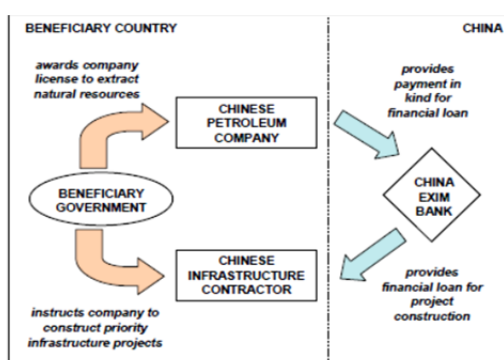 BENEFICIARY COUNTRY
CHINA
awards company
license to extract
natural resources
provides
payment in
kind for
financial loan
CHINESE
PETROLEUM
COMPANY
BENEFICIARY
GOVERNMENT
CHINA
EXIM
BANK
CHINESE
INFRASTRUCTURE
CONTRACTOR
instructs company to
construct priority
infrastructure projects
provides
financial loan for
project
construction